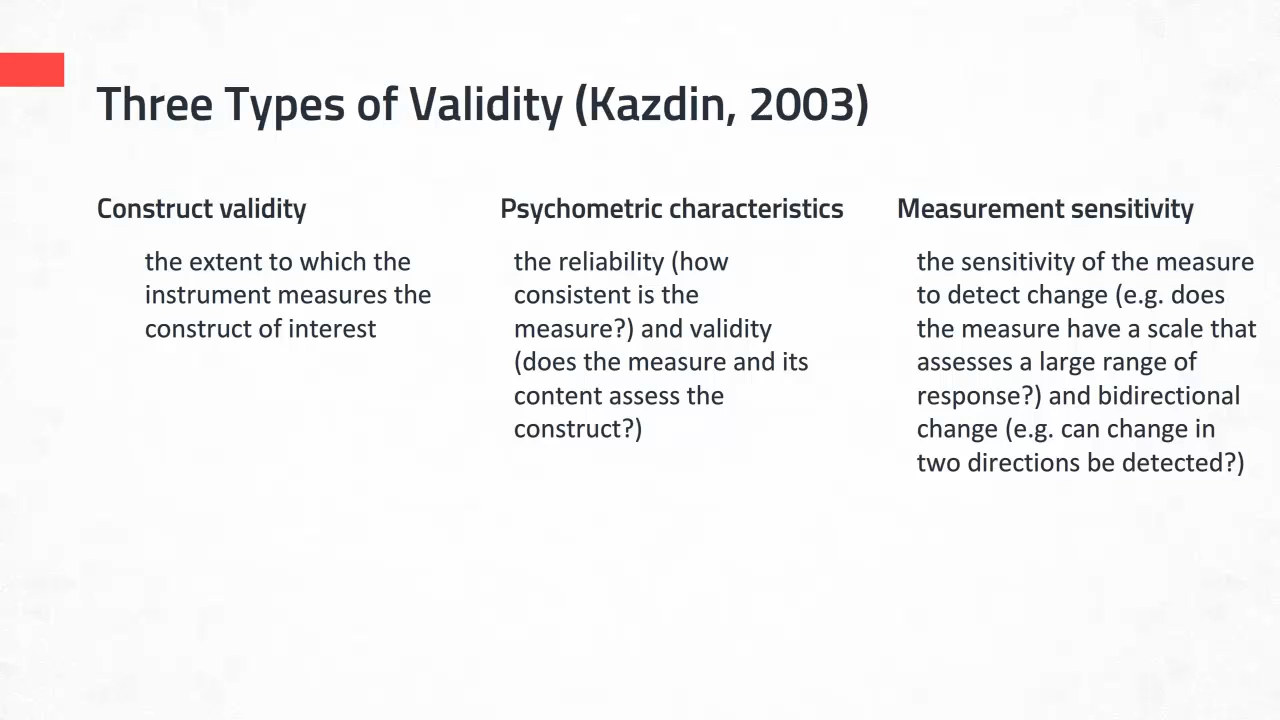 Three Types of Validity (Kazdin, 2003)
Construct validity
the extent to which the
instrument measures the
construct of interest
Psychometric characteristics
the reliability (how
consistent is the
measure?) and validity
(does the measure and its
content assess the
construct?)
Measurement sensitivity
the sensitivity of the measure
to detect change (e.g. does
the measure have a scale that
assesses a large range of
response?) and bidirectional
change (e.g. can change in
two directions be detected?)